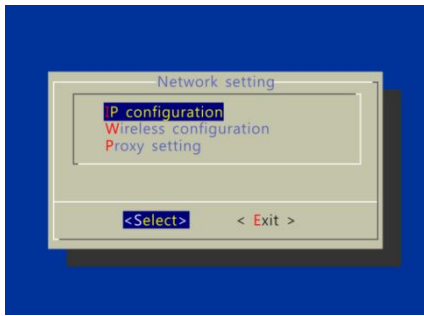 Network setting
IP configuration
Wireless configuration
Proxy setting
<Select> < Exit >